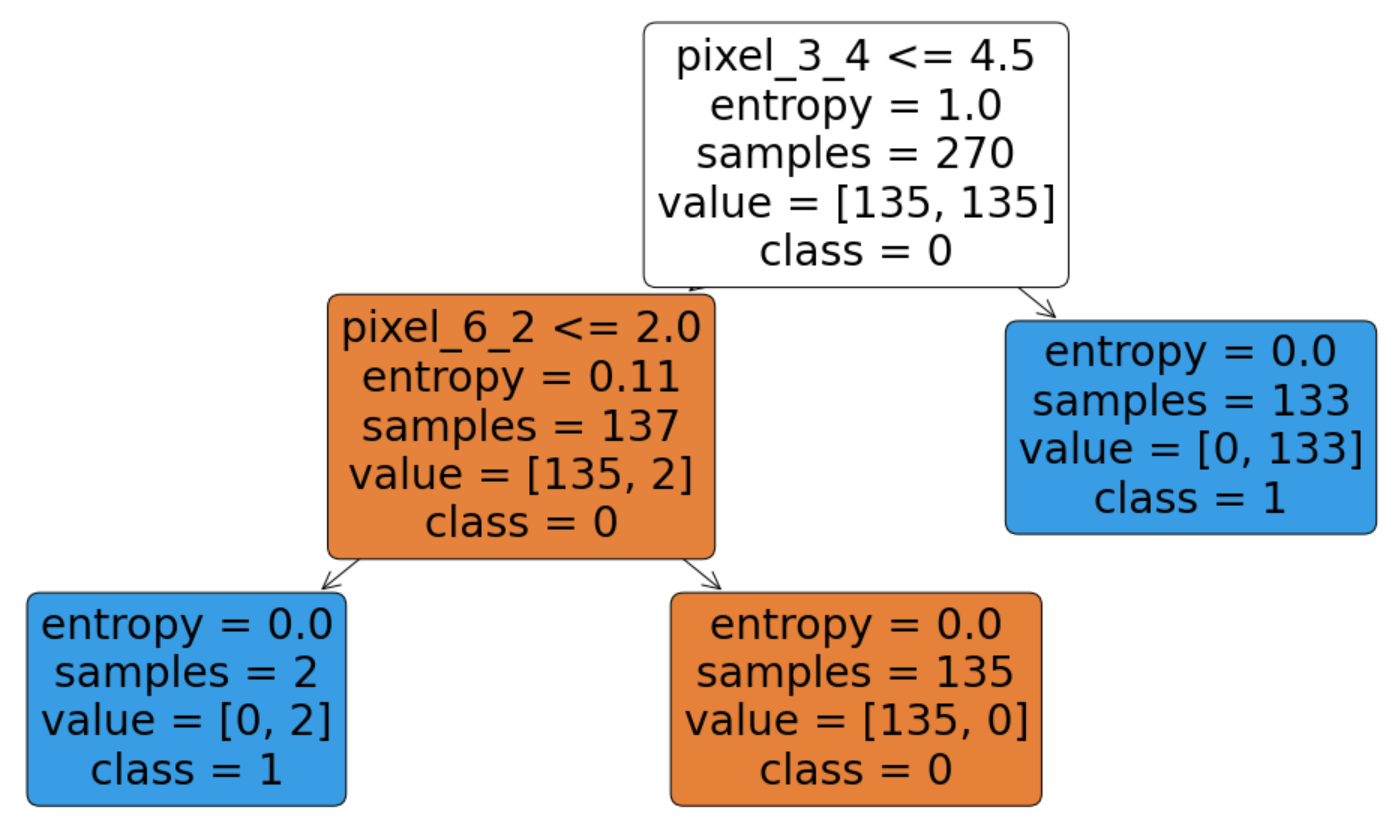 pixel_3_4 <= 4.5
entropy = 1.0
samples = 270
value = [135, 135]
class = 0
pixel_6_2 <= 2.0
entropy = 0.11
samples = 137
value = [135, 2]
class = 0
entropy = 0.0
samples = 133
value = [0, 133]
class = 1
entropy = 0.0
samples = 2
value = [0, 2]
class = 1
entropy = 0.0
samples = 135
value = [135, 0]
class = 0